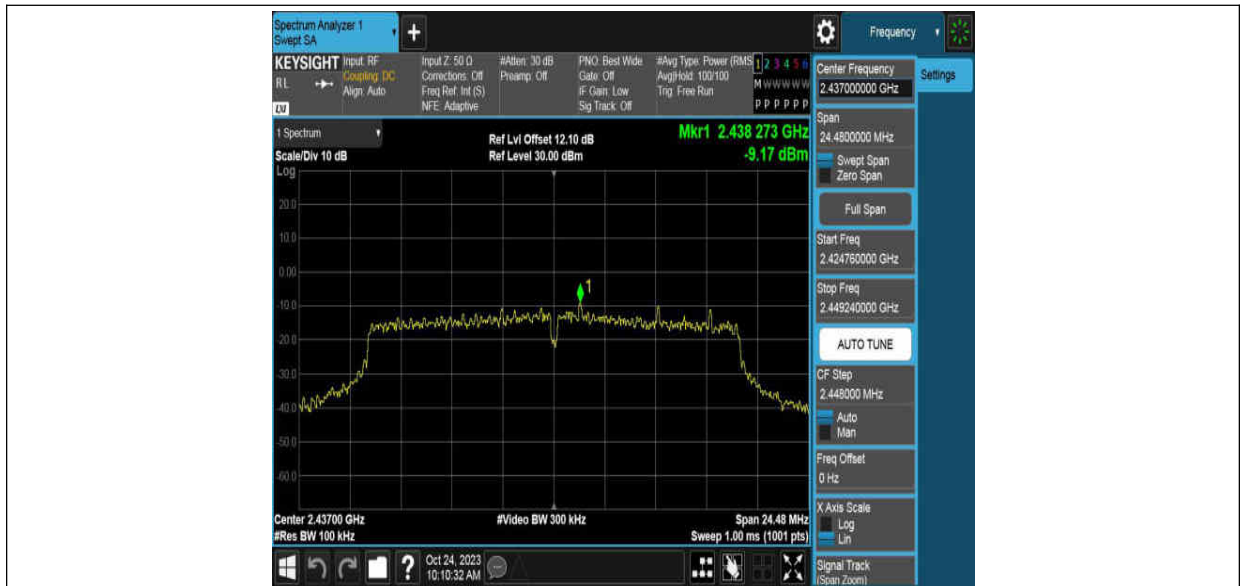 Spectrum Analyzer 1
Swept SA
+
Frequency
KEYSIGHT
RL
LXI
Input: RF
Coupling: DC
Align: Auto
Input Z: 50 Ω
Corrections: Off
Freq Ref: Int (S)
NFE: Adaptive
#Atten: 30 dB
Preamp: Off
PNO: Best Wide
Gate: Off
IF Gain: Low
Sig Track: Off
#Avg Type: Power (RMS
Avg|Hold: 100/100
Trig: Free Run
1 2 3 4 5 6
M W W W W W
P P P P P P
1 Spectrum
Scale/Div 10 dB
Log
Ref Lvl Offset 12.10 dB
Ref Level 30.00 dBm
Mkr1 2.438 273 GHz
-9.17 dBm
20.0
10.0
0.00
-10.0
-20.0
-30.0
-40.0
-50.0
-60.0
1
Center 2.43700 GHz
#Res BW 100 kHz
#Video BW 300 kHz
Span 24.48 MHz
Sweep 1.00 ms (1001 pts)
Oct 24, 2023
10:10:32 AM
?
Center Frequency
2.437000000 GHz
Span
24.4800000 MHz
Swept Span
Zero Span
Full Span
Start Freq
2.424760000 GHz
Stop Freq
2.449240000 GHz
AUTO TUNE
CF Step
2.448000 MHz
Auto
Man
Freq Offset
0 Hz
X Axis Scale
Log
Lin
Signal Track
(Span Zoom)
Settings